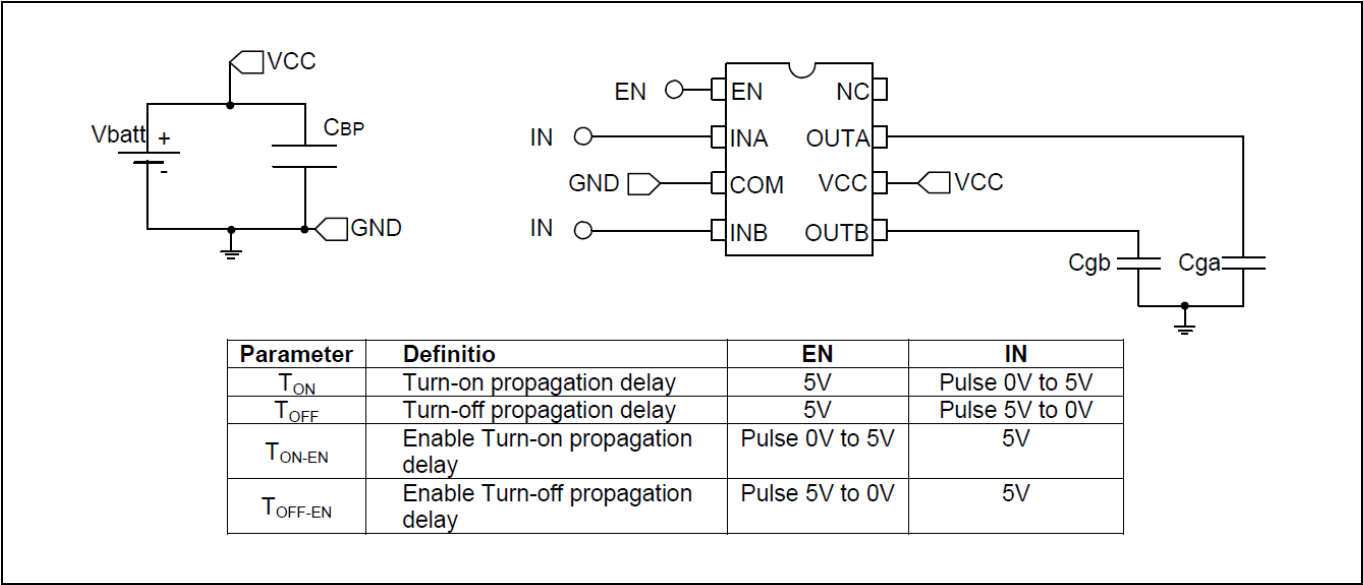 VCC
Vbatt
+
-
CBP
GND
EN
EN
NC
IN
INA
OUTA
GND
COM
VCC
VCC
IN
INB
OUTB
Cgb
Cga
Parameter Definitio EN IN
TON Turn-on propagation delay 5V Pulse 0V to 5V
TOFF Turn-off propagation delay 5V Pulse 5V to 0V
TON-EN Enable Turn-on propagation Pulse 0V to 5V 5V
delay
TOFF-EN Enable Turn-off propagation Pulse 5V to 0V 5V
delay